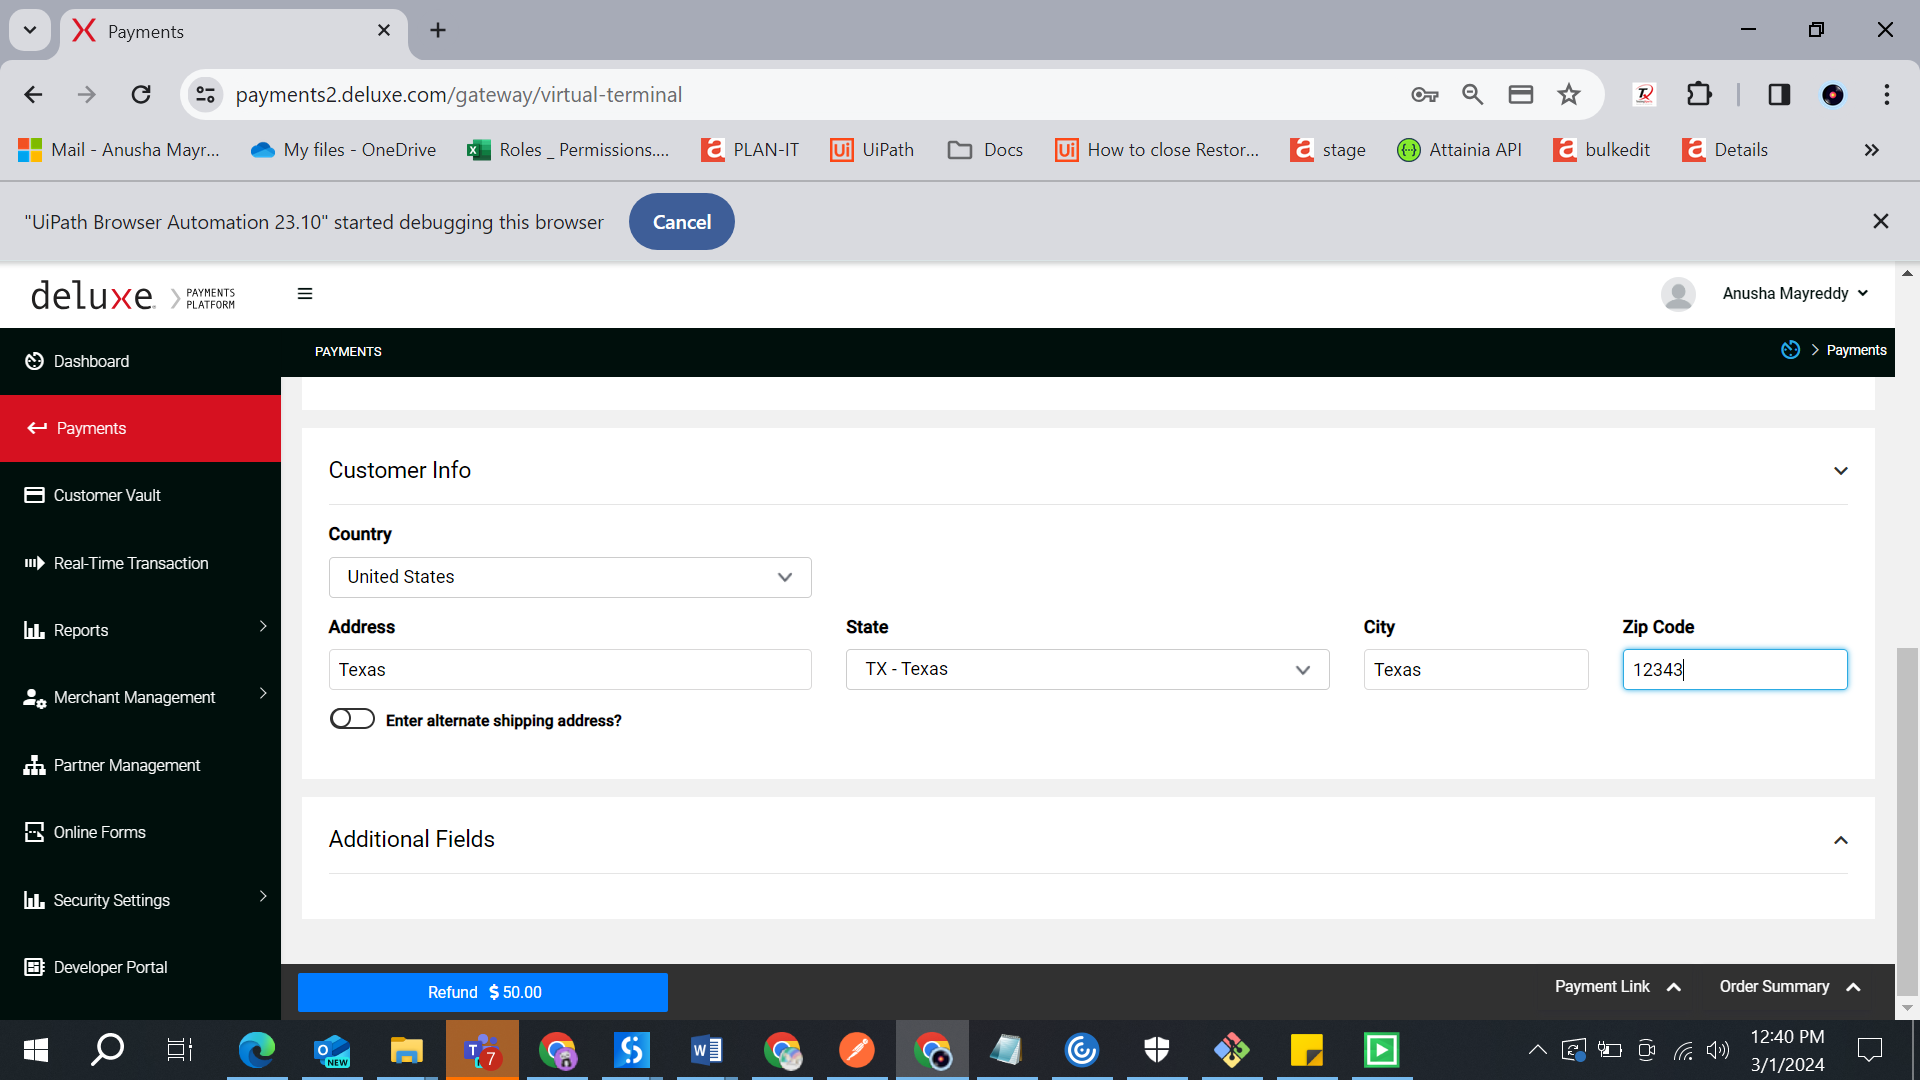 Payments
payments2.deluxe.com/gateway/virtual-terminal
Mail - Anusha Mayr...
My files - OneDrive
Roles _ Permissions....
PLAN-IT
UiPath
Docs
How to close Restor...
stage
Attainia API
bulkedit
Details
"UiPath Browser Automation 23.10" started debugging this browser
Cancel
deluxe.
PAYMENTS
PLATFORM
Anusha Mayreddy
Dashboard
PAYMENTS
Payments
Payments
Customer Vault
Real-Time Transaction
Reports
Merchant Management
Partner Management
Online Forms
Security Settings
Developer Portal
Customer Info
Country
United States
Address
State
City
Zip Code
Texas
TX - Texas
Texas
12343
Enter alternate shipping address?
Additional Fields
Refund $ 50.00
Payment Link
Order Summary
NEW
7
12:40 PM
3/1/2024